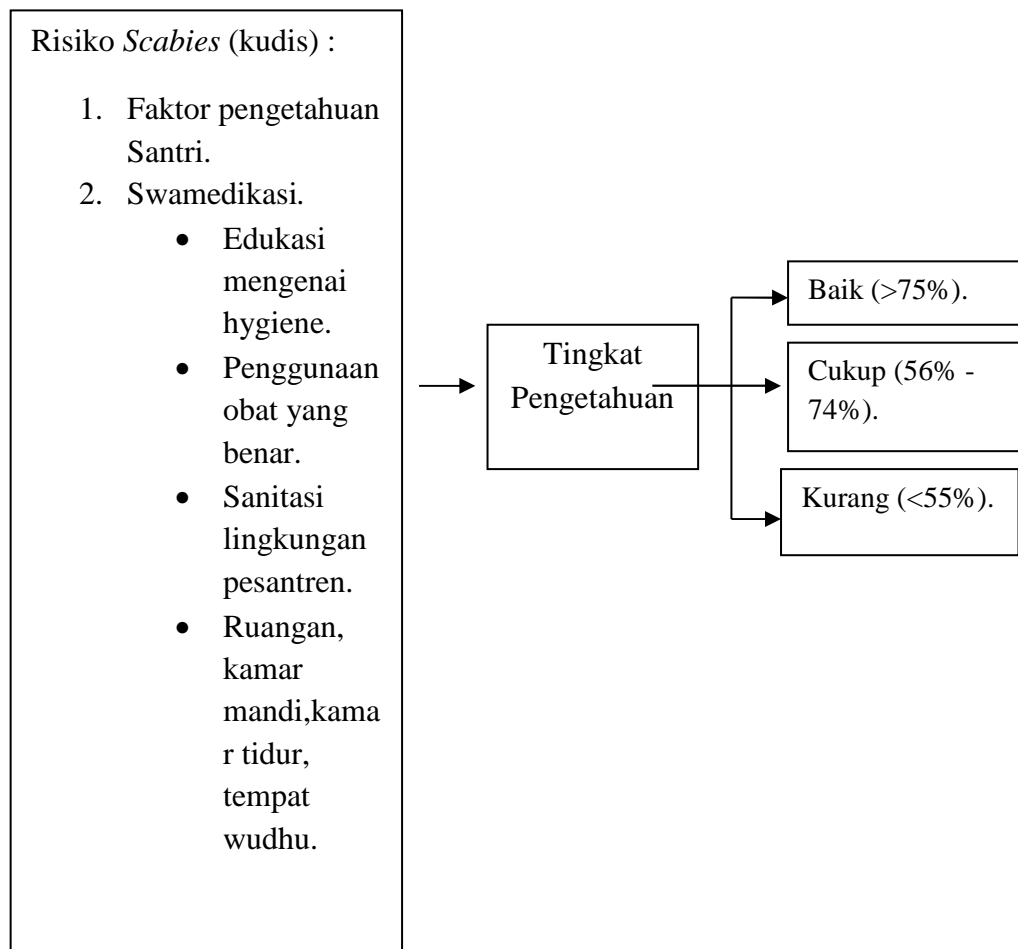 Risiko Scabies (kudis) :
1. Faktor pengetahuan
Santri.
2. Swamedikasi.
• Edukasi
mengenai
hygiene.
• Penggunaan
obat yang
benar.
• Sanitasi
lingkungan
pesantren.
• Ruangan,
kamar
mandi,kama
r tidur,
tempat
wudhu.
Tingkat
Pengetahuan
Baik (>75%).
Cukup (56% -
74%).
Kurang (<55%).